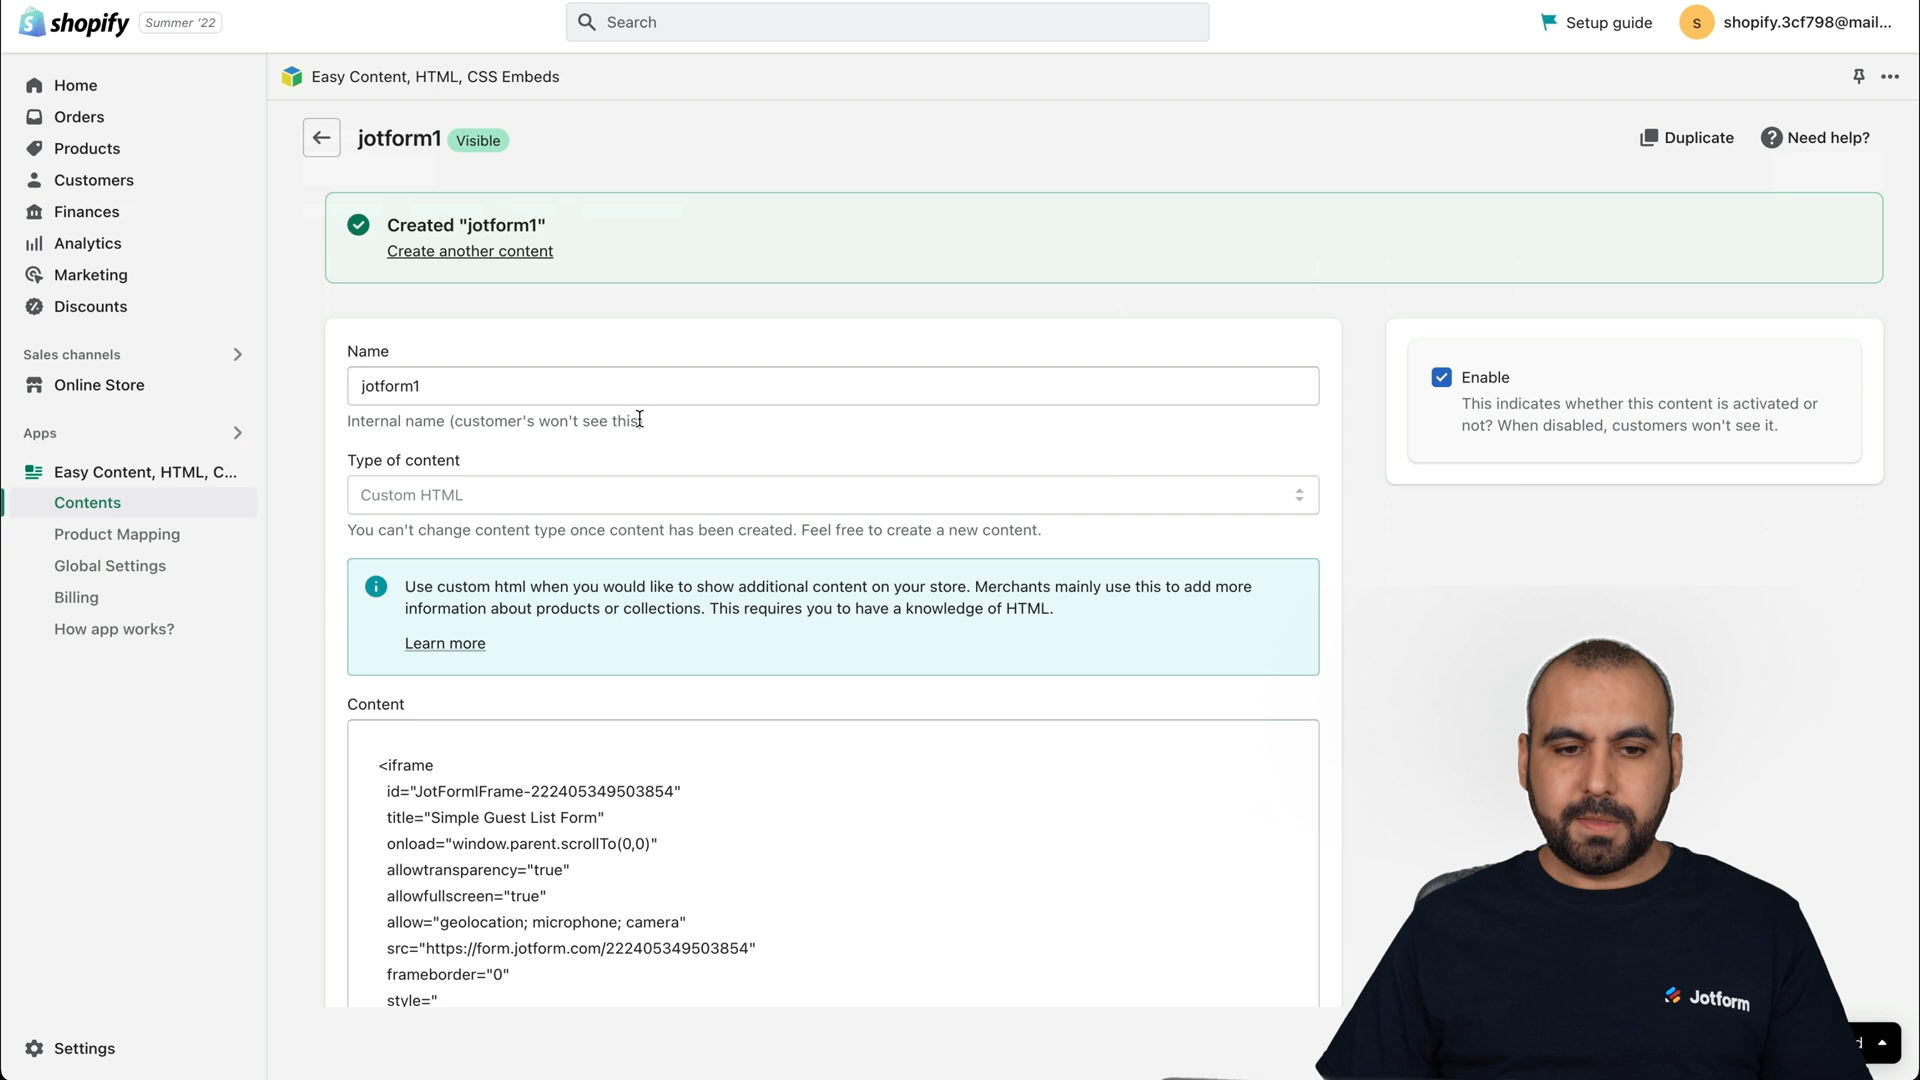 shopify Summer '22
Search
Setup guide
S
shopify.3cf798@mail...
Home
Orders
Products
Customers
Finances
Analytics
Marketing
Discounts
Sales channels
Online Store
Apps
Easy Content, HTML, C...
Contents
Product Mapping
Global Settings
Billing
How app works?
Settings
Easy Content, HTML, CSS Embeds
jotform1 Visible
Duplicate
Need help?
Created "jotform1"
Create another content
Name
jotform1
Internal name (customer's won't see this)
Type of content
Custom HTML
You can't change content type once content has been created. Feel free to create a new content.
Use custom html when you would like to show additional content on your store. Merchants mainly use this to add more
information about products or collections. This requires you to have a knowledge of HTML.
Learn more
Content
<iframe
id="JotFormIFrame-222405349503854"
title="Simple Guest List Form"
onload="window.parent.scrollTo(0,0)"
allowtransparency="true"
allowfullscreen="true"
allow="geolocation; microphone; camera"
src="https://form.jotform.com/222405349503854"
frameborder="0"
style="
Enable
This indicates whether this content is activated or
not? When disabled, customers won't see it.
Jotform